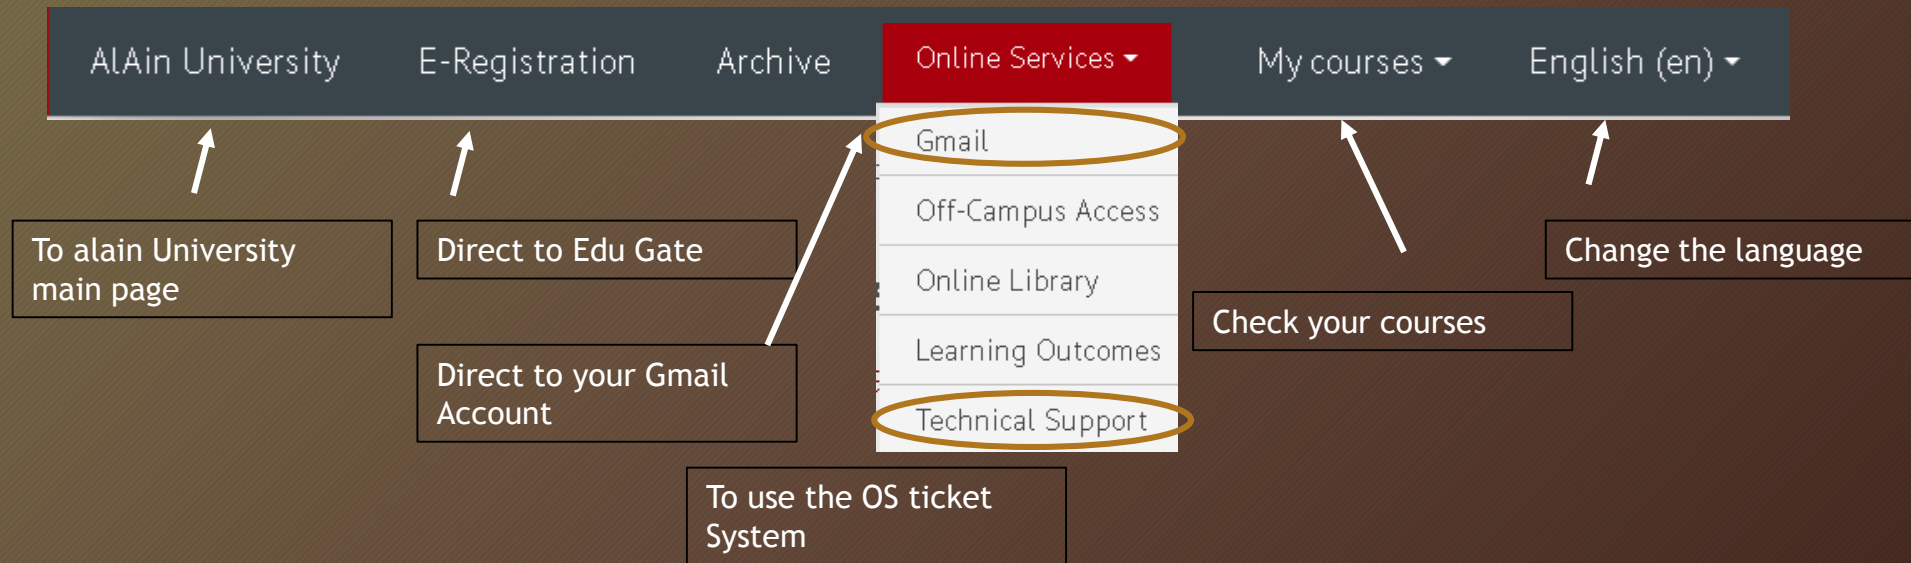 AlAin University
E-Registration
Archive
Online Services
My courses
English (en)
Gmail
Off-Campus Access
Online Library
Learning Outcomes
Technical Support
To alain University
main page
Direct to Edu Gate
Direct to your Gmail
Account
To use the OS ticket
System
Check your courses
Change the language